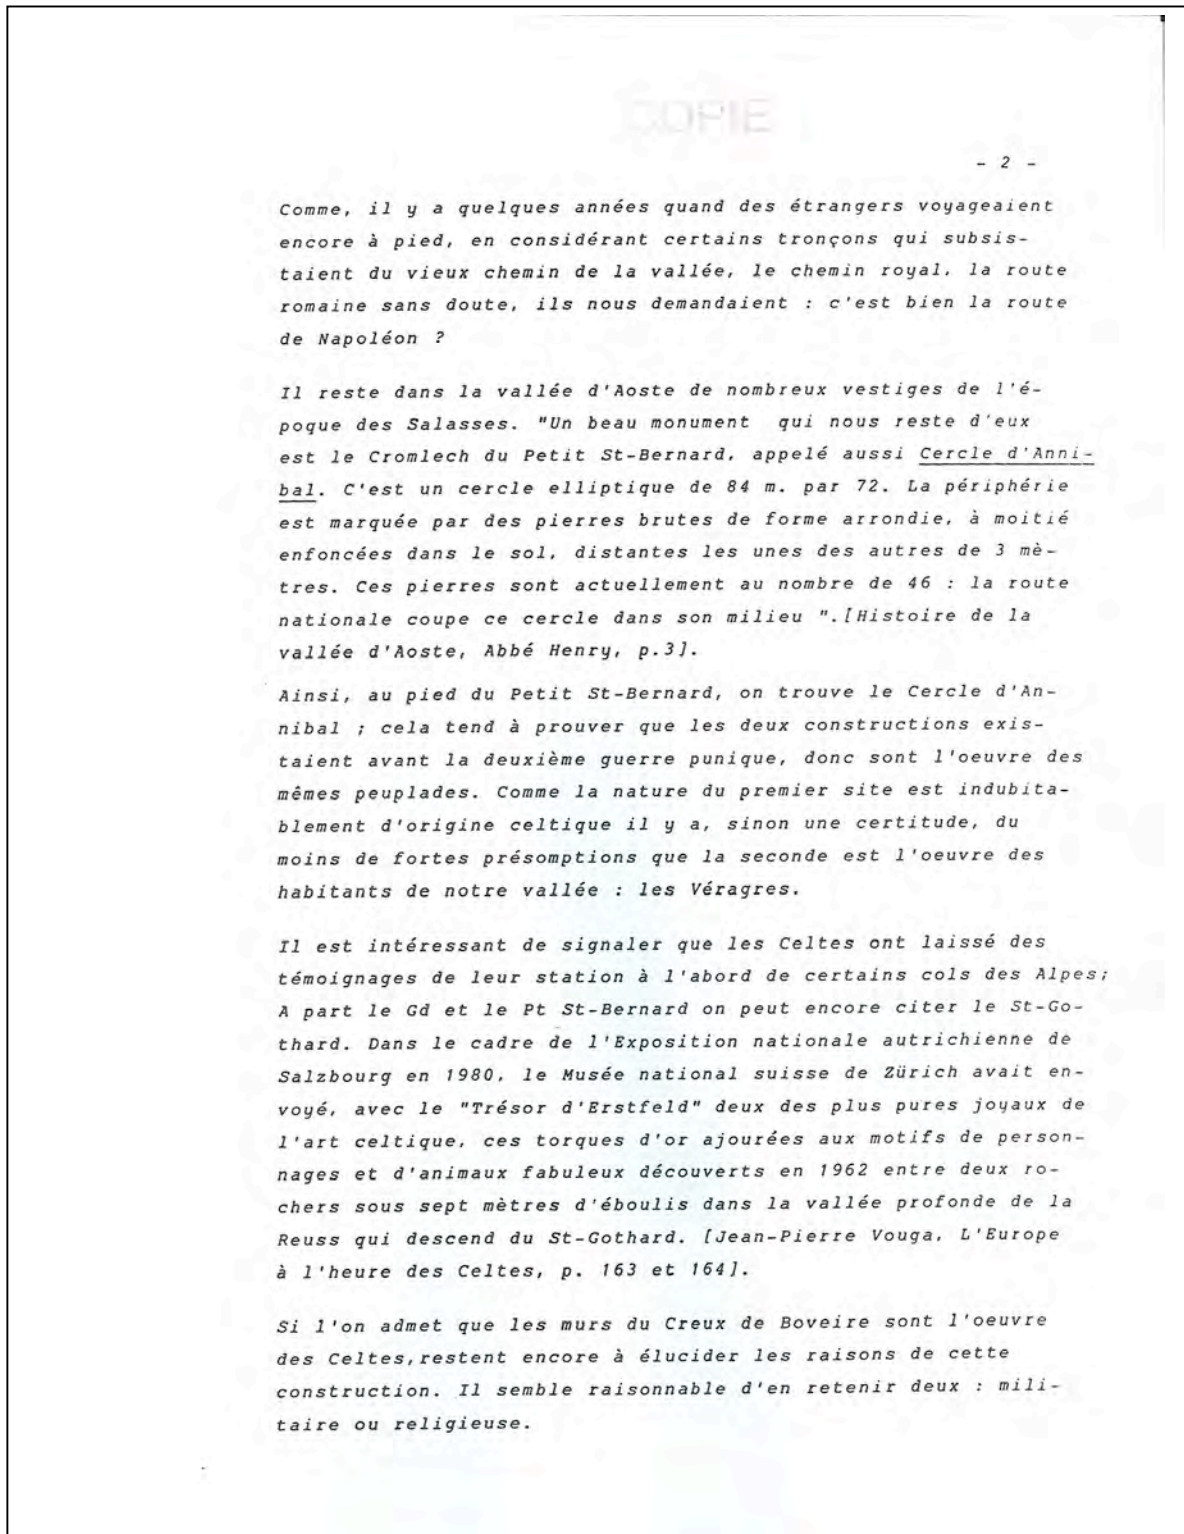 COPIE
- 2 -
Comme, il y a quelques années quand des étrangers voyageaient
encore à pied, en considérant certains tronçons qui subsis-
taient du vieux chemin de la vallée, le chemin royal, la route
romaine sans doute, ils nous demandaient : c'est bien la route
de Napoléon ?
Il reste dans la vallée d'Aoste de nombreux vestiges de l'é-
poque des Salasses. "Un beau monument qui nous reste d'eux
est le Cromlech du Petit St-Bernard, appelé aussi Cercle d'Anni-
bal. C'est un cercle elliptique de 84 m. par 72. La périphérie
est marquée par des pierres brutes de forme arrondie, à moitié
enfoncées dans le sol, distantes les unes des autres de 3 mè-
tres. Ces pierres sont actuellement au nombre de 46 : la route
nationale coupe ce cercle dans son milieu ".[Histoire de la
vallée d'Aoste, Abbé Henry, p.3].
Ainsi, au pied du Petit St-Bernard, on trouve le Cercle d'An-
nibal ; cela tend à prouver que les deux constructions exis-
taient avant la deuxième guerre punique, donc sont l'oeuvre des
mêmes peuplades. Comme la nature du premier site est indubita-
blement d'origine celtique il y a, sinon une certitude, du
moins de fortes présomptions que la seconde est l'oeuvre des
habitants de notre vallée : les Véragres.
Il est intéressant de signaler que les Celtes ont laissé des
témoignages de leur station à l'abord de certains cols des Alpes;
A part le Gd et le Pt St-Bernard on peut encore citer le St-Go-
thard. Dans le cadre de l'Exposition nationale autrichienne de
Salzbourg en 1980, le Musée national suisse de Zürich avait en-
voyé, avec le "Trésor d'Erstfeld" deux des plus pures joyaux de
l'art celtique, ces torques d'or ajourées aux motifs de person-
nages et d'animaux fabuleux découverts en 1962 entre deux ro-
chers sous sept mètres d'éboulis dans la vallée profonde de la
Reuss qui descend du St-Gothard. [Jean-Pierre Vouga, L'Europe
à l'heure des Celtes, p. 163 et 164].
Si l'on admet que les murs du Creux de Boveire sont l'oeuvre
des Celtes,restent encore à élucider les raisons de cette
construction. Il semble raisonnable d'en retenir deux : mili-
taire ou religieuse.